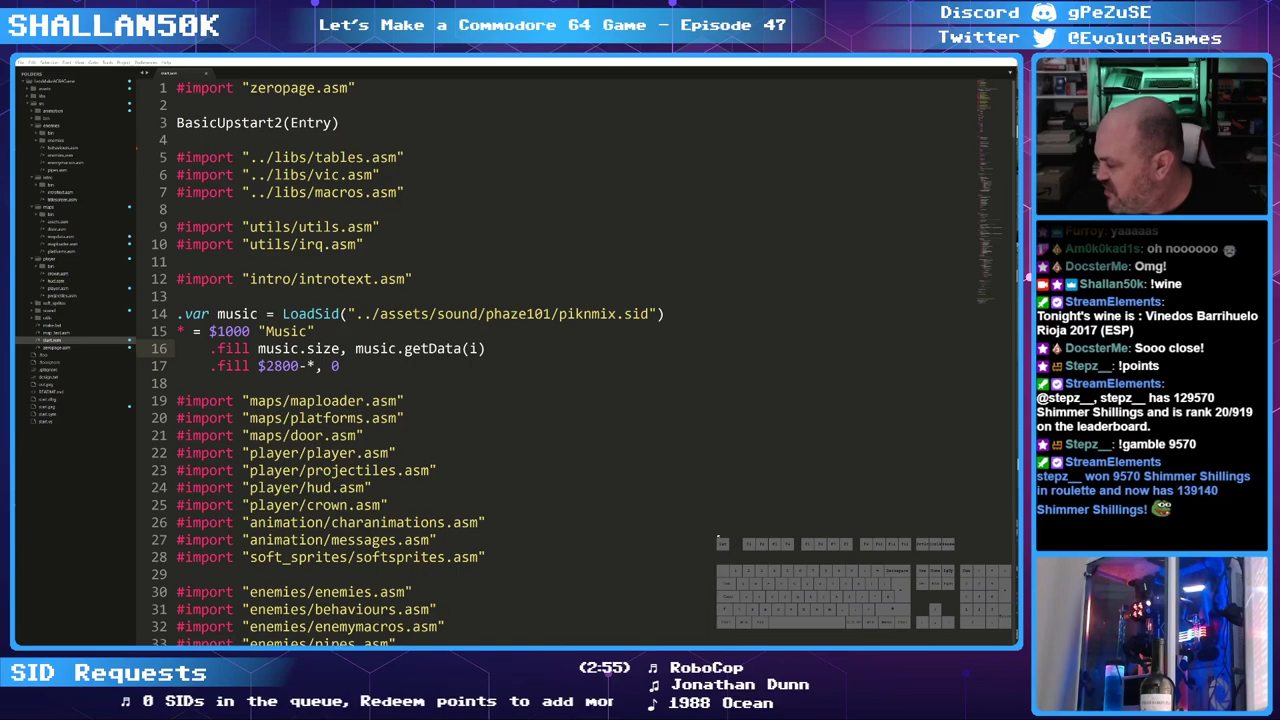 SHALLAN50K
Let's Make a Commodore 64 Game - Episode 47
Discord gPeZuSE
Twitter @EvoluteGames
FOLDERS
start.asm
1 #import "zeropage.asm"
2
3 BasicUpstart2(Entry)
4
5 #import "../libs/tables.asm"
6 #import "../libs/vic.asm"
7 #import "../libs/macros.asm"
8
9 #import "utils/utils.asm"
10 #import "utils/irq.asm"
11
12 #import "intro/introtext.asm"
13
14 .var music = LoadSid("../assets/sound/phaze101/piknmix.sid")
15 * = $1000 "Music"
16 .fill music.size, music.getData(i)
17 .fill $2800-*, 0
18
19 #import "maps/maploader.asm"
20 #import "maps/platforms.asm"
21 #import "maps/door.asm"
22 #import "player/player.asm"
23 #import "player/projectiles.asm"
24 #import "player/hud.asm"
25 #import "player/crown.asm"
26 #import "animation/charanimations.asm"
27 #import "animation/messages.asm"
28 #import "soft_sprites/softsprites.asm"
29
30 #import "enemies/enemies.asm"
31 #import "enemies/behaviours.asm"
32 #import "enemies/enemymacros.asm"
33 #import "enemies/pipes.asm"
Furroy: yaaaaas
Am0k0kad1s: oh nooooooo
DocsterMe: Omg!
Shallan50k: !wine
StreamElements:
Tonight's wine is : Vinedos Barrihuelo
Rioja 2017 (ESP)
DocsterMe: Sooo close!
Stepz__: !points
StreamElements:
@stepz__, stepz__ has 129570
Shimmer Shillings and is rank 20/919
on the leaderboard.
Stepz__: !gamble 9570
StreamElements
stepz__ won 9570 Shimmer Shillings
in roulette and now has 139140
Shimmer Shillings!
SID Requests
(2:55) RoboCop
Jonathan Dunn
1988 Ocean
0 SIDs in the queue, Redeem points to add mor